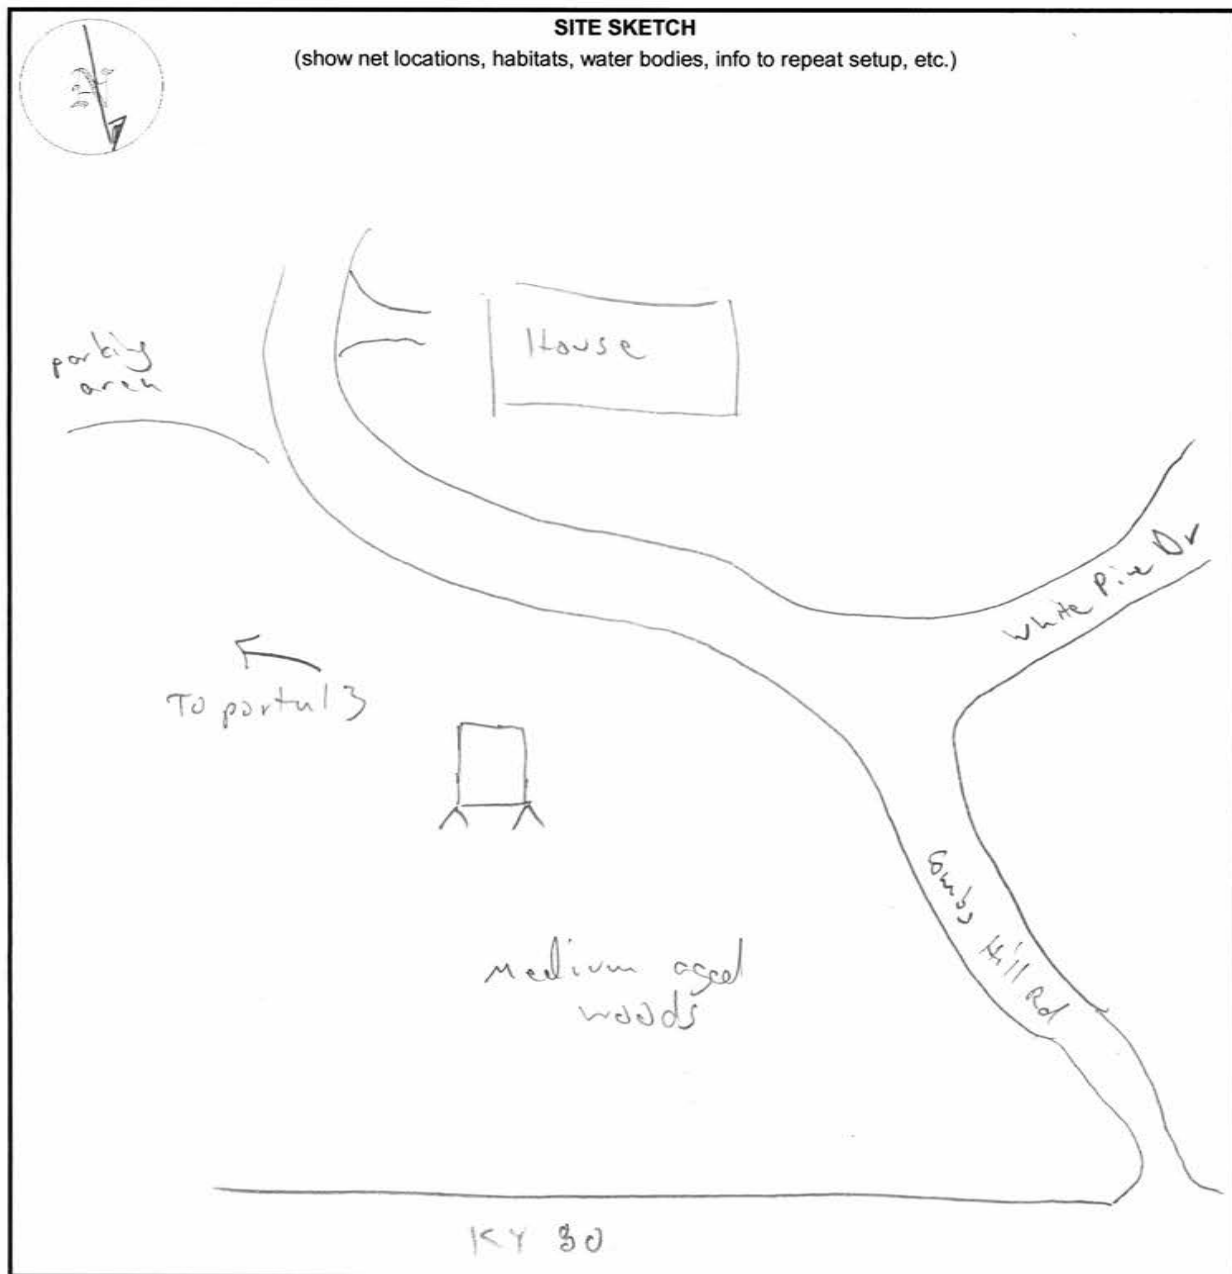 SITE SKETCH
(show net locations, habitats, water bodies, info to repeat setup, etc.)
House
parking
area
White Pine Dr
To portal 3
Hill Rd
Medium aged
woods
KY 30